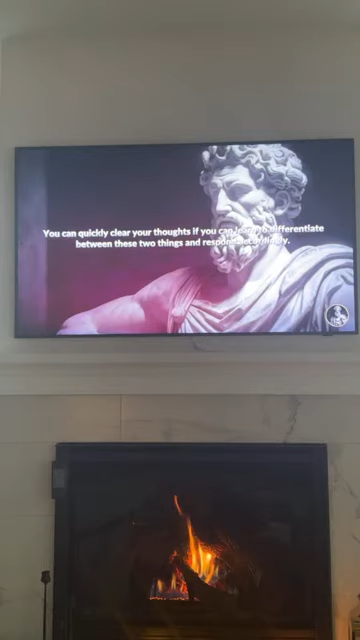 You can quickly clear your thoughts if you can learn to differentiate
between these two things and respond accordingly.